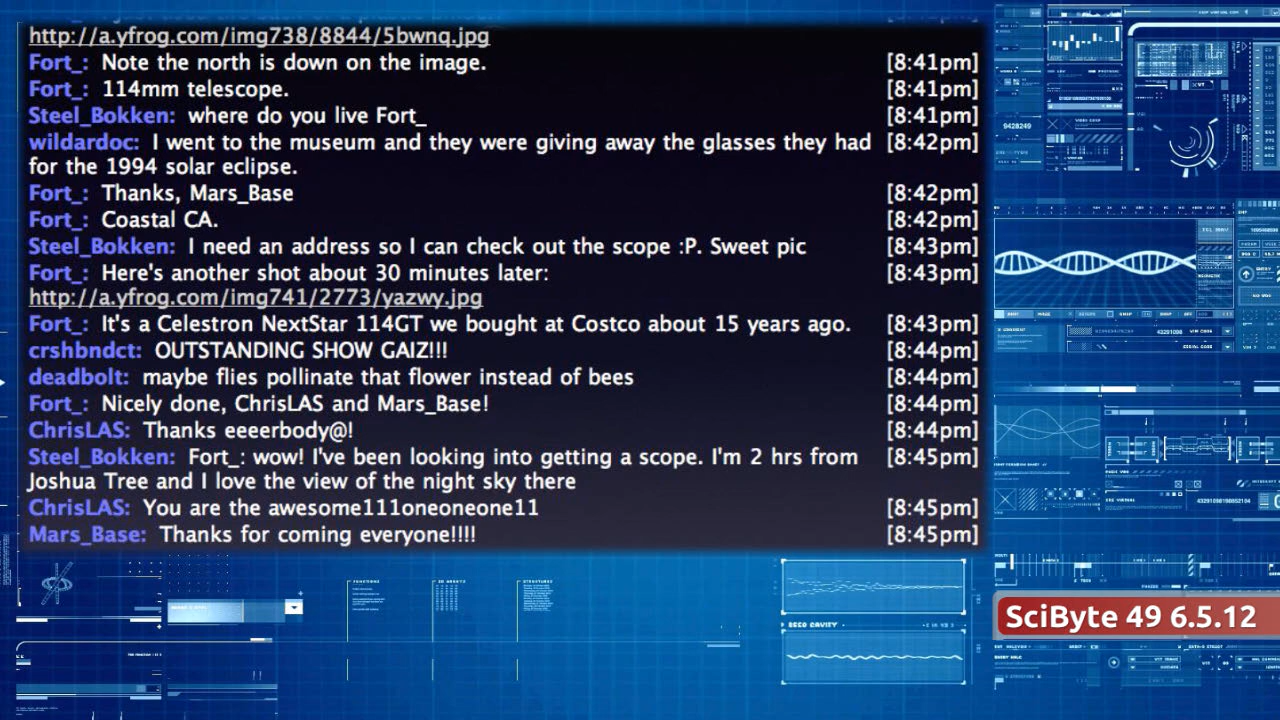 http://a.yfrog.com/img738/8844/5bwnq.jpg
Fort_: Note the north is down on the image. [8:41pm]
Fort_: 114mm telescope. [8:41pm]
Steel_Bokken: where do you live Fort_ [8:41pm]
wildardoc: I went to the museum and they were giving away the glasses they had [8:42pm]
for the 1994 solar eclipse.
Fort_: Thanks, Mars_Base [8:42pm]
Fort_: Coastal CA. [8:42pm]
Steel_Bokken: I need an address so I can check out the scope :P. Sweet pic [8:43pm]
Fort_: Here's another shot about 30 minutes later: [8:43pm]
http://a.yfrog.com/img741/2773/yazwy.jpg
Fort_: It's a Celestron NextStar 114GT we bought at Costco about 15 years ago. [8:43pm]
crshbndct: OUTSTANDING SHOW GAIZ!!! [8:44pm]
deadbolt: maybe flies pollinate that flower instead of bees [8:44pm]
Fort_: Nicely done, ChrisLAS and Mars_Base! [8:44pm]
ChrisLAS: Thanks eeeerbody@! [8:44pm]
Steel_Bokken: Fort_: wow! I've been looking into getting a scope. I'm 2 hrs from [8:45pm]
Joshua Tree and I love the view of the night sky there
ChrisLAS: You are the awesome111oneoneone11 [8:45pm]
Mars_Base: Thanks for coming everyone!!!! [8:45pm]
9428249
SciByte 49 6.5.12